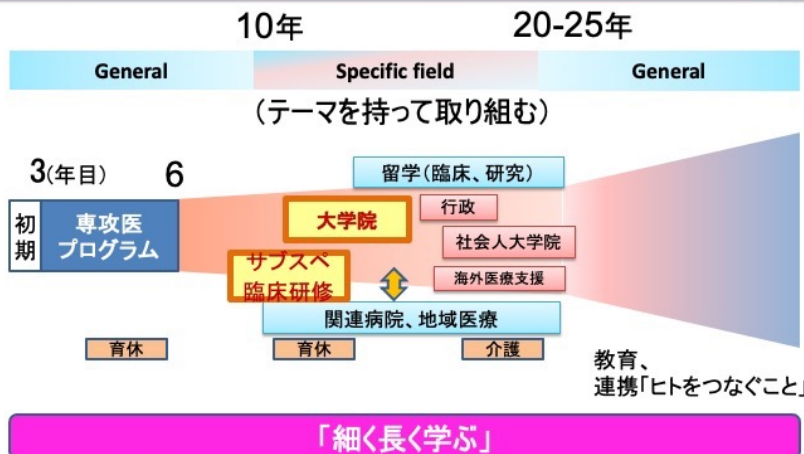 10年
20-25年
General
Specific field
General
(テーマを持って取り組む)
3(年目)
6
留学(臨床、研究)
初期
専攻医
プログラム
大学院
行政
社会人大学院
サブスペ
臨床研修
海外医療支援
関連病院、地域医療
育休
育休
介護
教育、
連携「ヒトをつなぐこと」
「細く長く学ぶ」